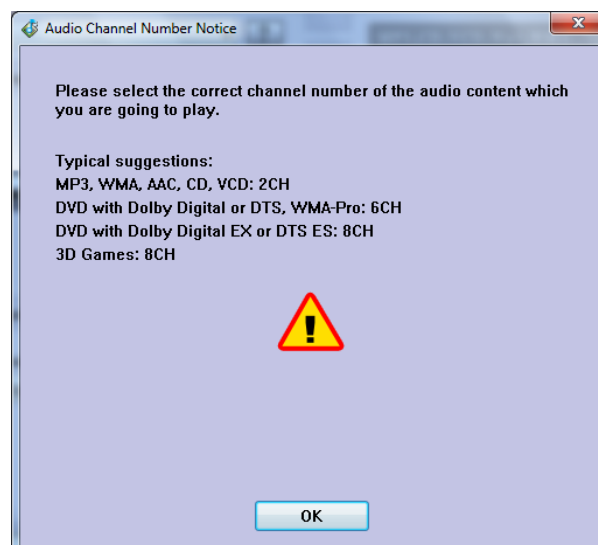 Audio Channel Number Notice
Please select the correct channel number of the audio content which
you are going to play.
Typical suggestions:
MP3, WMA, AAC, CD, VCD: 2CH
DVD with Dolby Digital or DTS, WMA-Pro: 6CH
DVD with Dolby Digital EX or DTS ES: 8CH
3D Games: 8CH
OK